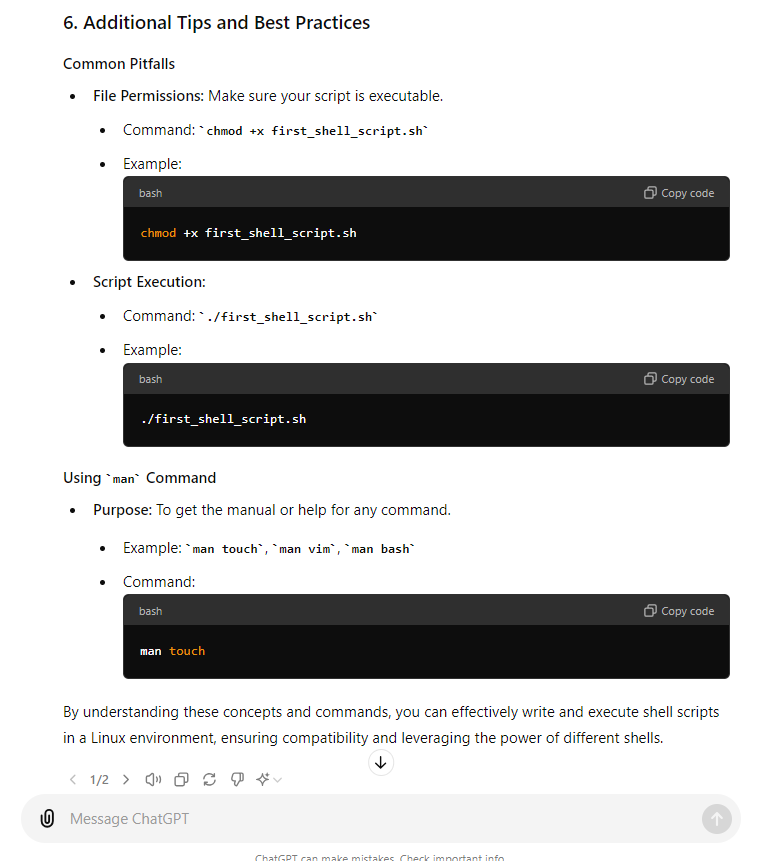 6. Additional Tips and Best Practices
Common Pitfalls
• File Permissions: Make sure your script is executable.
• Command: `chmod +x first_shell_script.sh`
• Example:
bash Copy code
chmod +x first_shell_script.sh
• Script Execution:
• Command: `./first_shell_script.sh`
• Example:
bash Copy code
./first_shell_script.sh
Using `man` Command
• Purpose: To get the manual or help for any command.
• Example: `man touch`, `man vim`, `man bash`
• Command:
bash Copy code
man touch
By understanding these concepts and commands, you can effectively write and execute shell scripts
in a Linux environment, ensuring compatibility and leveraging the power of different shells.
1/2
Message ChatGPT
ChatGPT can make mistakes. Check important info.